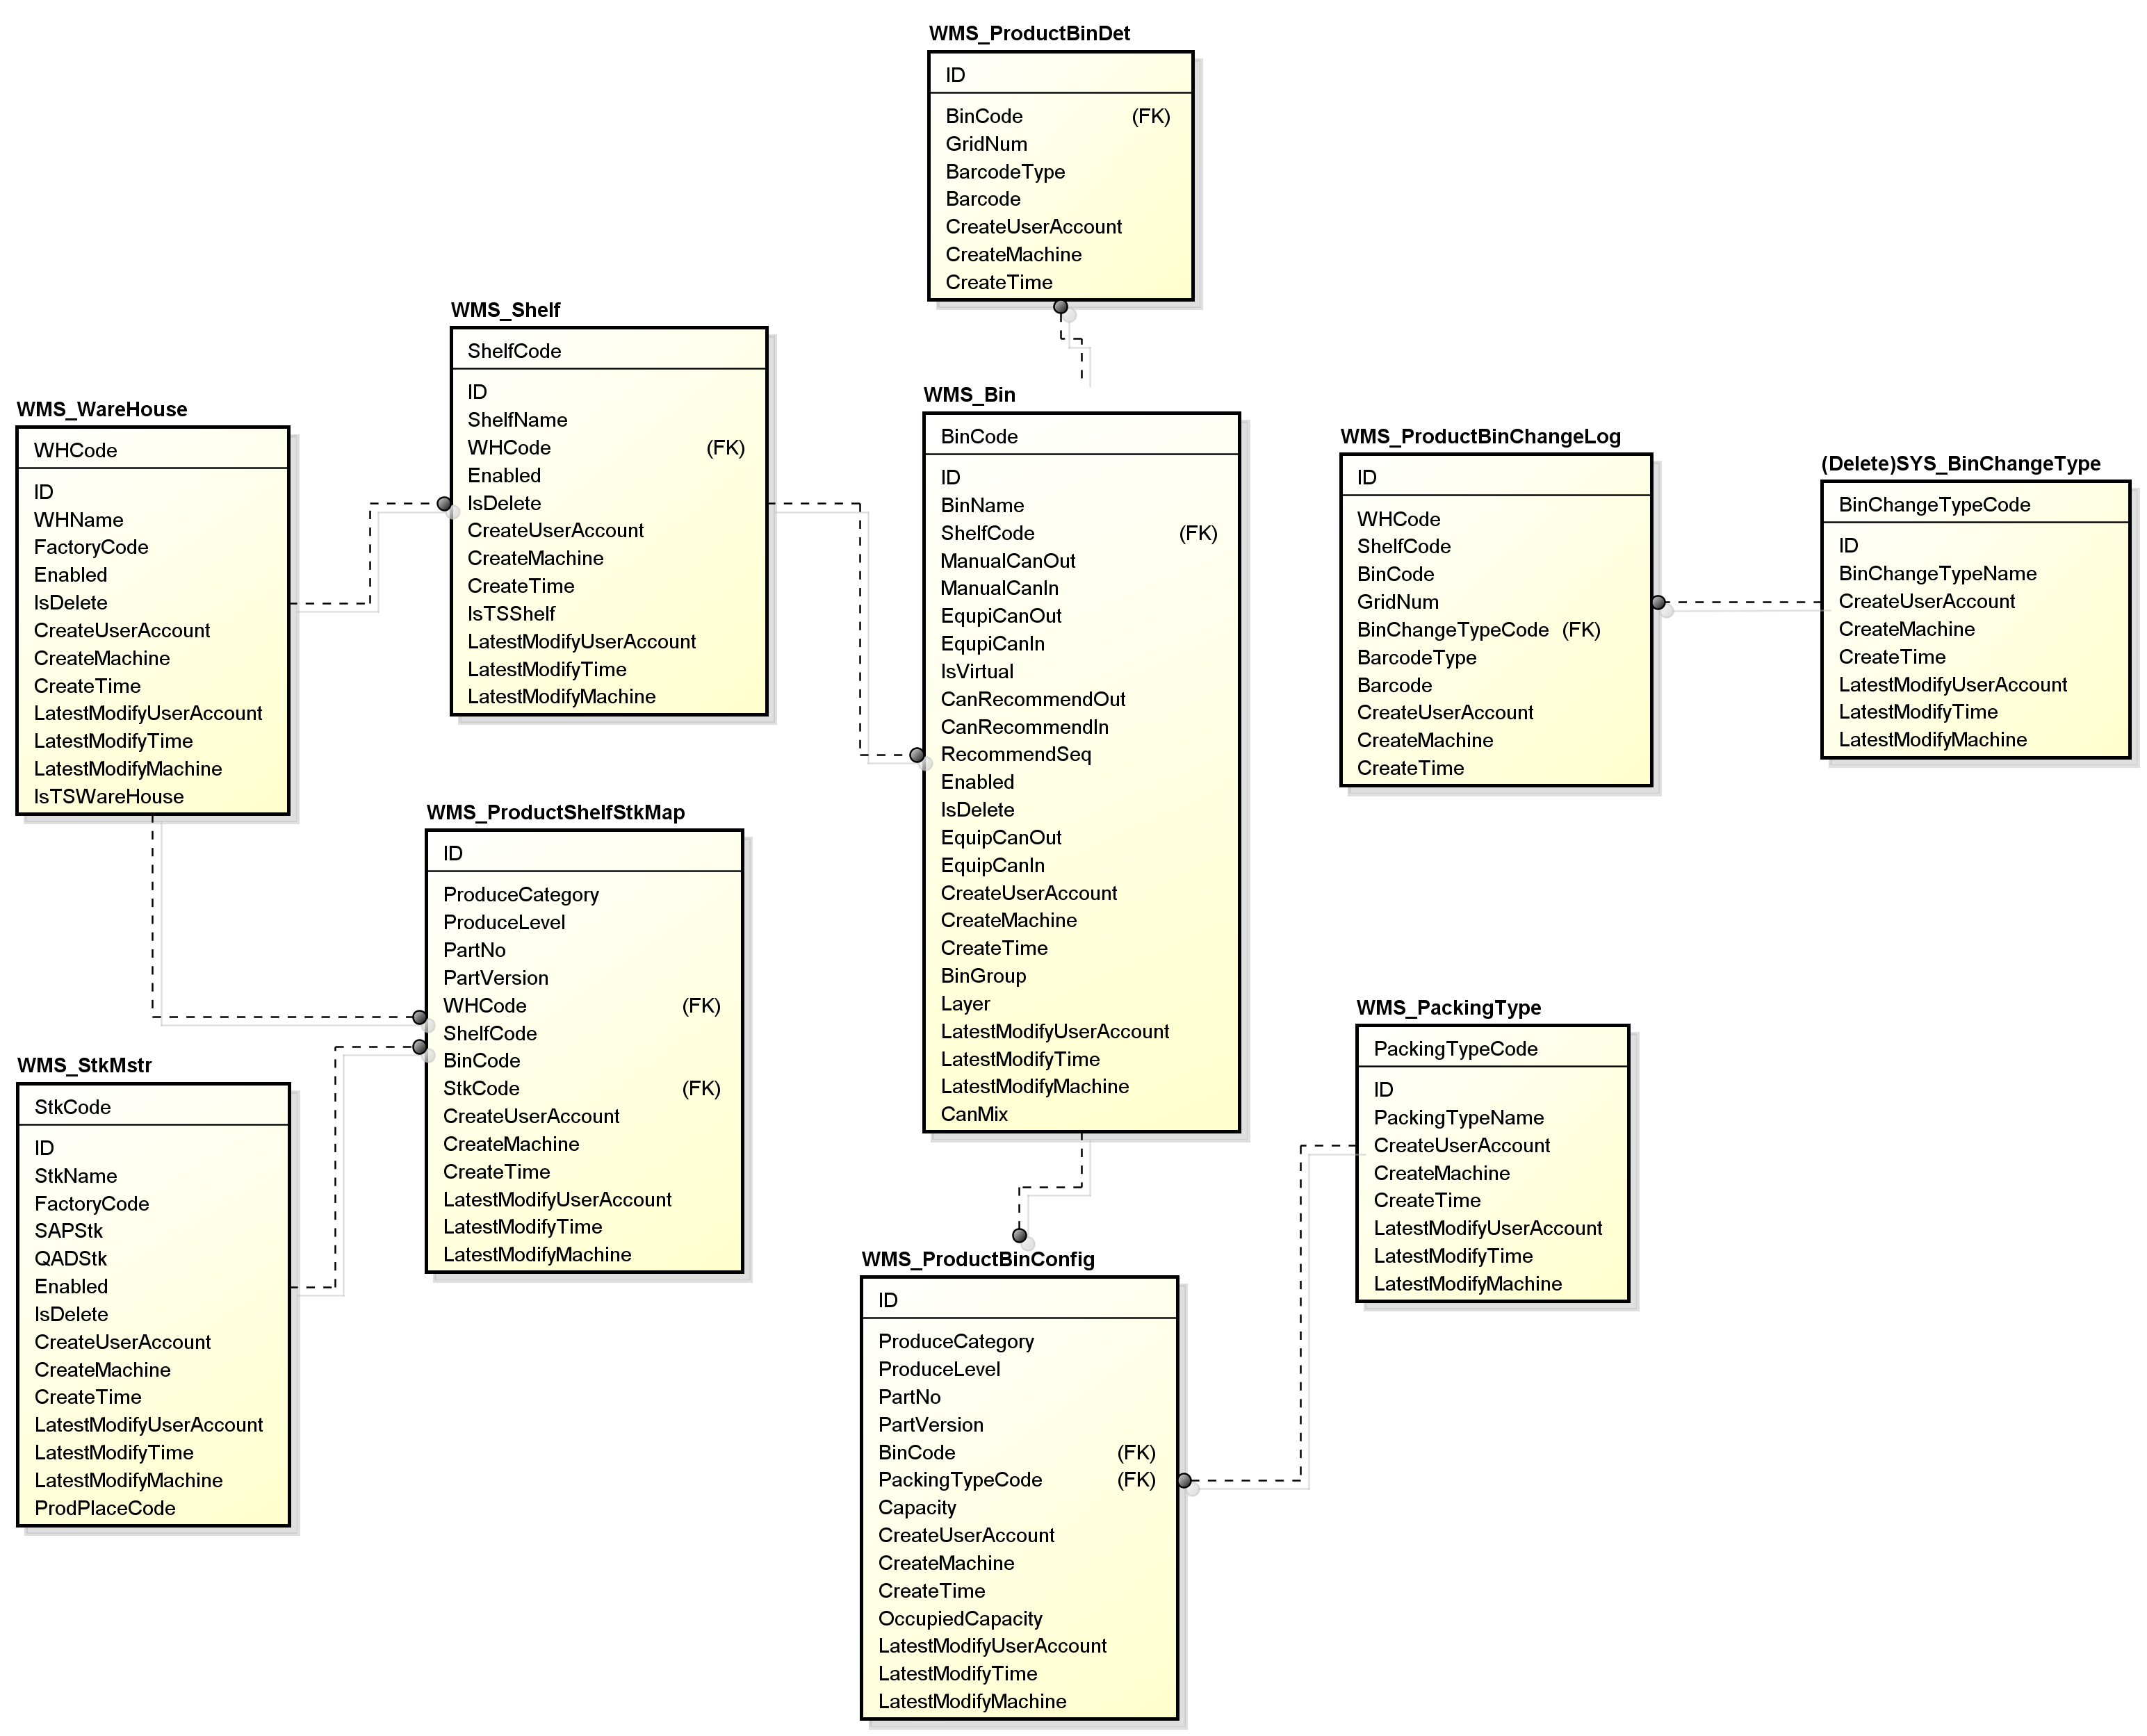 WMS_ProductBinDet
ID
BinCode (FK)
GridNum
BarcodeType
Barcode
CreateUserAccount
CreateMachine
CreateTime
WMS_Shelf
ShelfCode
ID
ShelfName
WHCode (FK)
Enabled
IsDelete
CreateUserAccount
CreateMachine
CreateTime
IsTSShelf
LatestModifyUserAccount
LatestModifyTime
LatestModifyMachine
WMS_WareHouse
WHCode
ID
WHName
FactoryCode
Enabled
IsDelete
CreateUserAccount
CreateMachine
CreateTime
LatestModifyUserAccount
LatestModifyTime
LatestModifyMachine
IsTSWareHouse
WMS_Bin
BinCode
ID
BinName
ShelfCode (FK)
ManualCanOut
ManualCanIn
EqupiCanOut
EqupiCanIn
IsVirtual
CanRecommendOut
CanRecommendIn
RecommendSeq
Enabled
IsDelete
EquipCanOut
EquipCanIn
CreateUserAccount
CreateMachine
CreateTime
BinGroup
Layer
LatestModifyUserAccount
LatestModifyTime
LatestModifyMachine
CanMix
WMS_ProductBinChangeLog
ID
WHCode
ShelfCode
BinCode
GridNum
BinChangeTypeCode (FK)
BarcodeType
Barcode
CreateUserAccount
CreateMachine
CreateTime
(Delete)SYS_BinChangeType
BinChangeTypeCode
ID
BinChangeTypeName
CreateUserAccount
CreateMachine
CreateTime
LatestModifyUserAccount
LatestModifyTime
LatestModifyMachine
WMS_ProductShelfStkMap
ID
ProduceCategory
ProduceLevel
PartNo
PartVersion
WHCode (FK)
ShelfCode
BinCode
StkCode (FK)
CreateUserAccount
CreateMachine
CreateTime
LatestModifyUserAccount
LatestModifyTime
LatestModifyMachine
WMS_StkMstr
StkCode
ID
StkName
FactoryCode
SAPStk
QADStk
Enabled
IsDelete
CreateUserAccount
CreateMachine
CreateTime
LatestModifyUserAccount
LatestModifyTime
LatestModifyMachine
ProdPlaceCode
WMS_PackingType
PackingTypeCode
ID
PackingTypeName
CreateUserAccount
CreateMachine
CreateTime
LatestModifyUserAccount
LatestModifyTime
LatestModifyMachine
WMS_ProductBinConfig
ID
ProduceCategory
ProduceLevel
PartNo
PartVersion
BinCode (FK)
PackingTypeCode (FK)
Capacity
CreateUserAccount
CreateMachine
CreateTime
OccupiedCapacity
LatestModifyUserAccount
LatestModifyTime
LatestModifyMachine